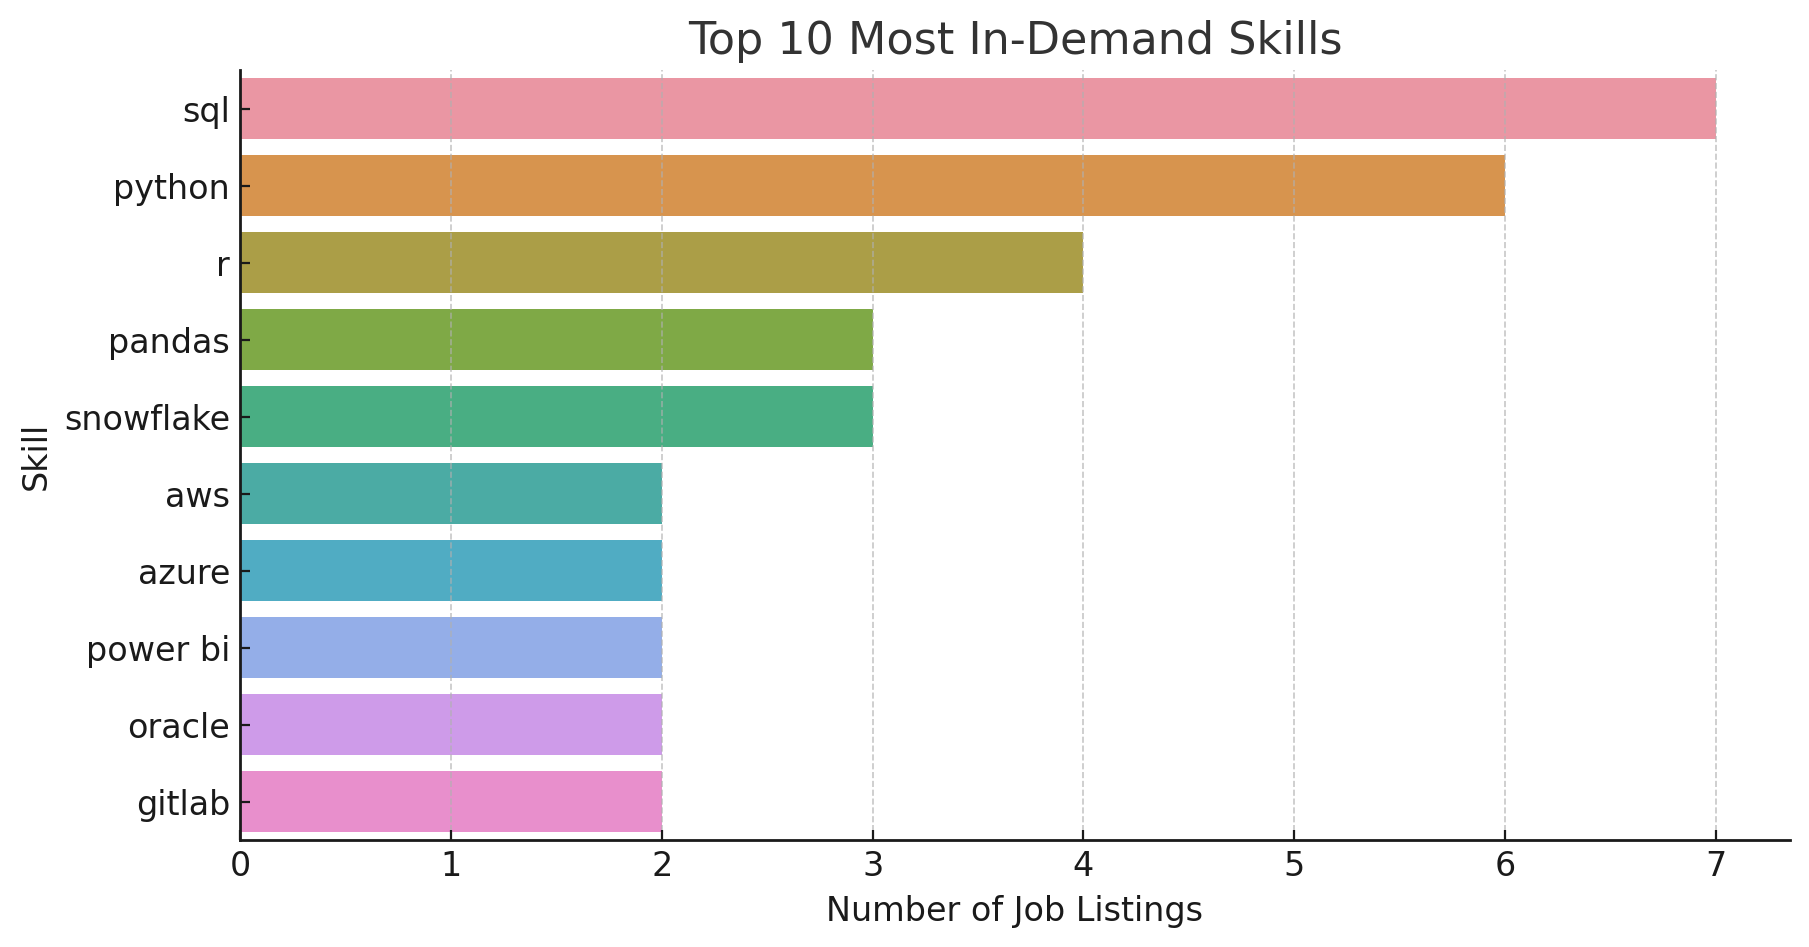 Top 10 Most In-Demand Skills
sql
python
r
pandas
snowflake
aws
azure
power bi
oracle
gitlab
Skill
0 1 2 3 4 5 6 7
Number of Job Listings